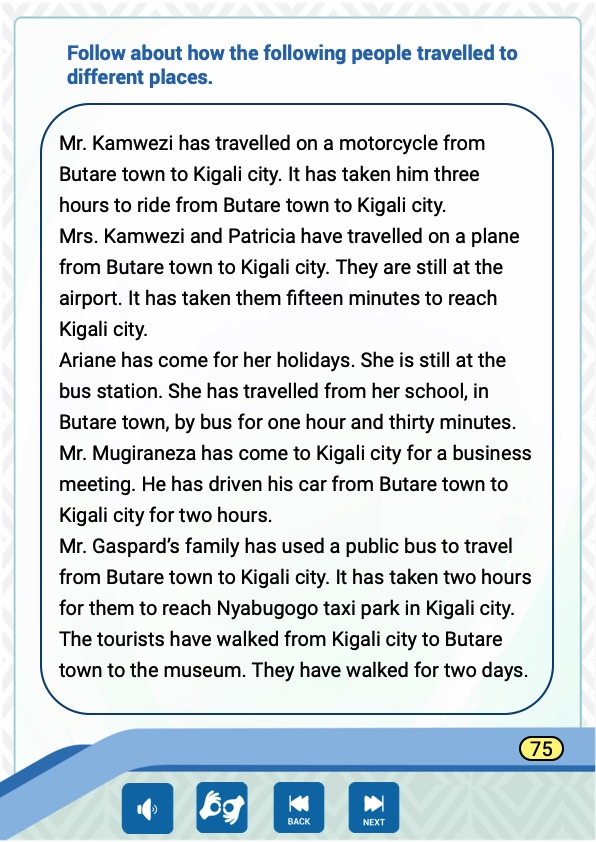 Follow about how the following people travelled to
different places.
Mr. Kamwezi has travelled on a motorcycle from
Butare town to Kigali city. It has taken him three
hours to ride from Butare town to Kigali city.
Mrs. Kamwezi and Patricia have travelled on a plane
from Butare town to Kigali city. They are still at the
airport. It has taken them fifteen minutes to reach
Kigali city.
Ariane has come for her holidays. She is still at the
bus station. She has travelled from her school, in
Butare town, by bus for one hour and thirty minutes.
Mr. Mugiraneza has come to Kigali city for a business
meeting. He has driven his car from Butare town to
Kigali city for two hours.
Mr. Gaspard’s family has used a public bus to travel
from Butare town to Kigali city. It has taken two hours
for them to reach Nyabugogo taxi park in Kigali city.
The tourists have walked from Kigali city to Butare
town to the museum. They have walked for two days.
75
BACK
NEXT